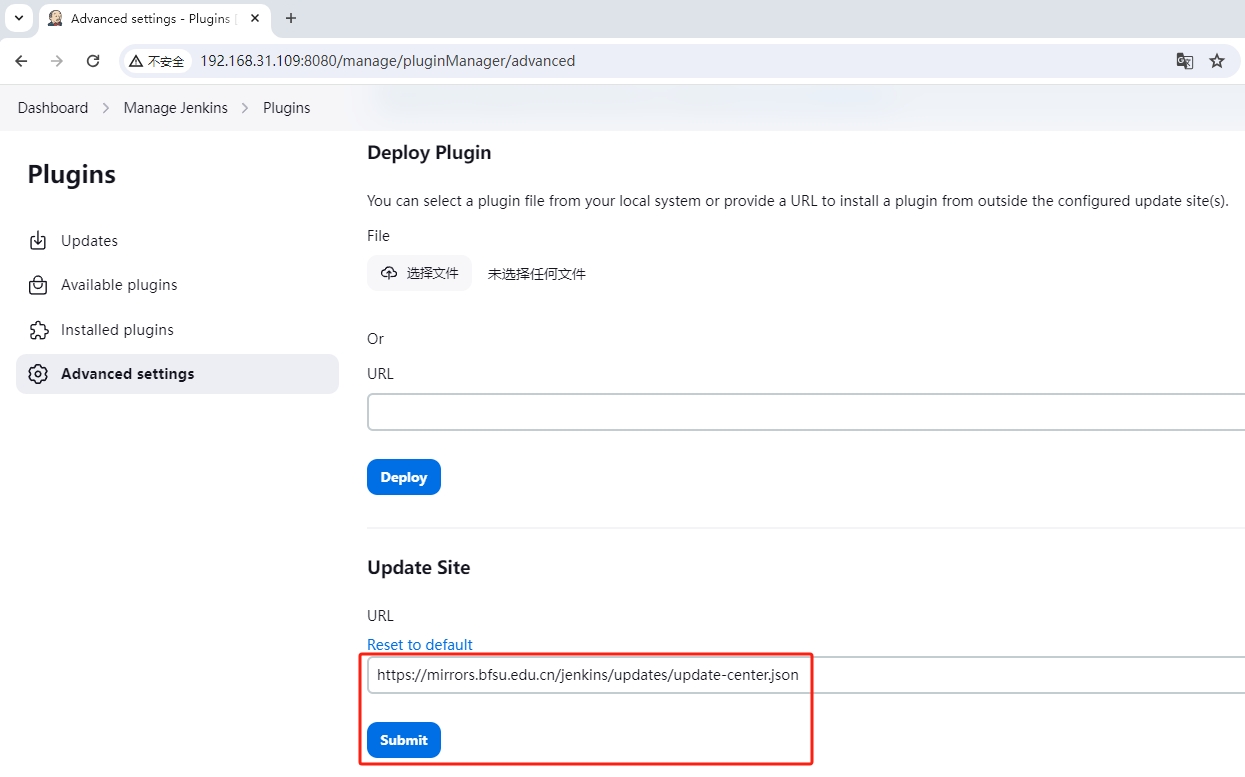 Advanced settings - Plugins
不安全 192.168.31.109:8080/manage/pluginManager/advanced
Dashboard Manage Jenkins Plugins
Plugins
Updates
Available plugins
Installed plugins
Advanced settings
Deploy Plugin
You can select a plugin file from your local system or provide a URL to install a plugin from outside the configured update site(s).
File
选择文件 未选择任何文件
Or
URL
Deploy
Update Site
URL
Reset to default
https://mirrors.bfsu.edu.cn/jenkins/updates/update-center.json
Submit